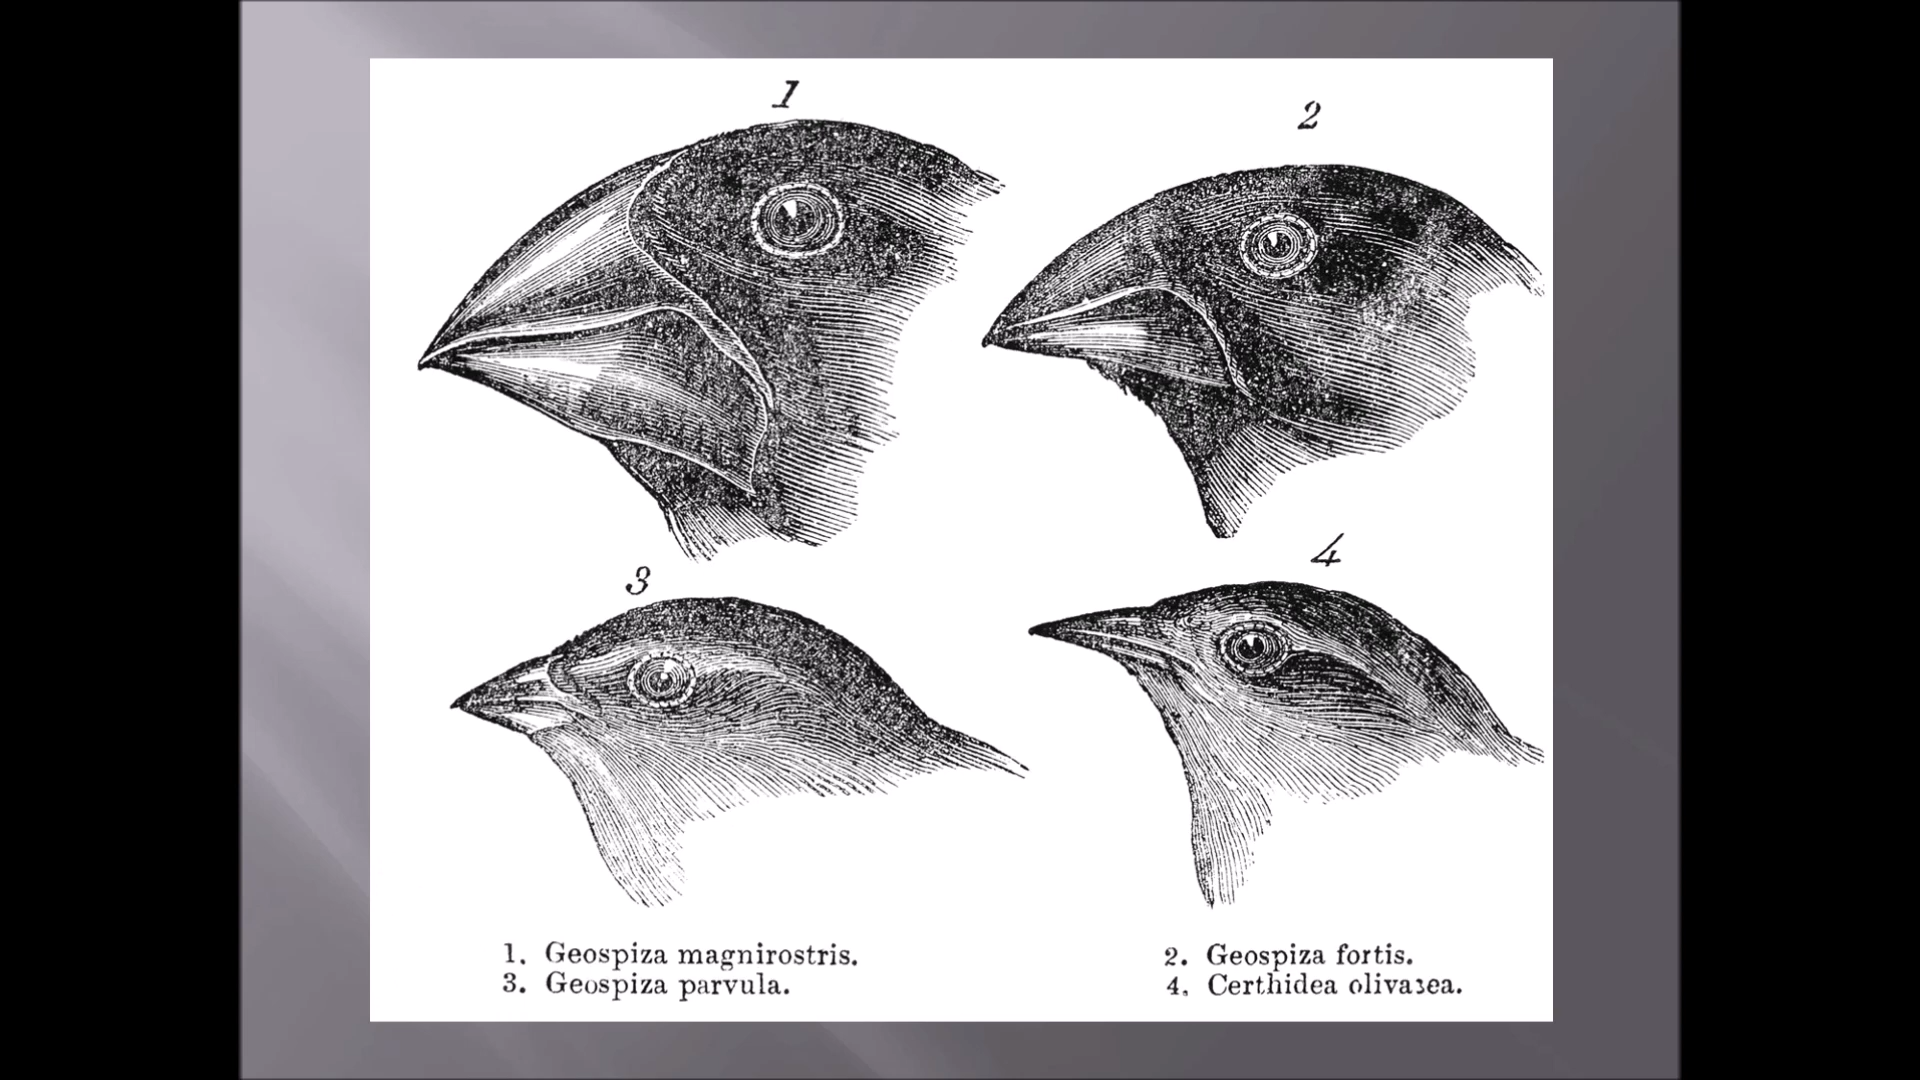 1
2
3
4
1. Geospiza magnirostris. 2. Geospiza fortis.
3. Geospiza parvula. 4. Certhidea olivasea.